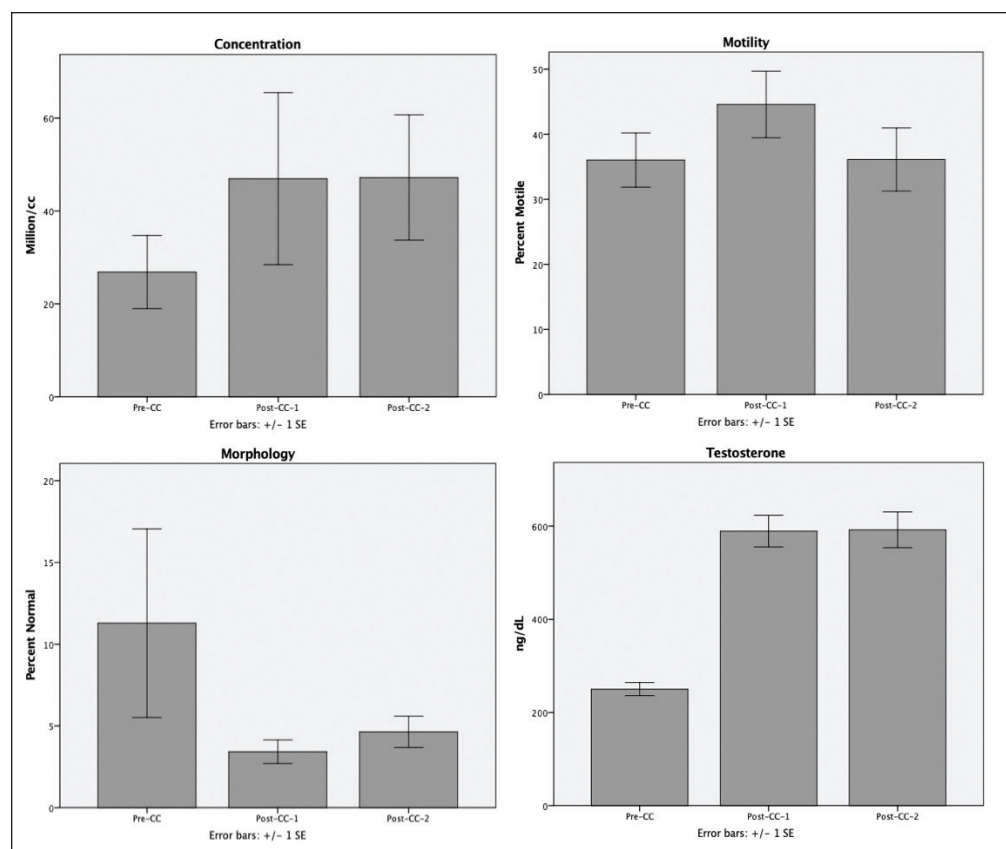 Concentration
Million/cc
60
40
20
0
Pre-CC
Post-CC-1
Post-CC-2
Error bars: +/- 1 SE
Motility
Percent Motile
50
40
30
20
10
0
Pre-CC
Post-CC-1
Post-CC-2
Error bars: +/- 1 SE
Morphology
Percent Normal
20
15
10
5
0
Pre-CC
Post-CC-1
Post-CC-2
Error bars: +/- 1 SE
Testosterone
ng/dL
600
400
200
0
Pre-CC
Post-CC-1
Post-CC-2
Error bars: +/- 1 SE